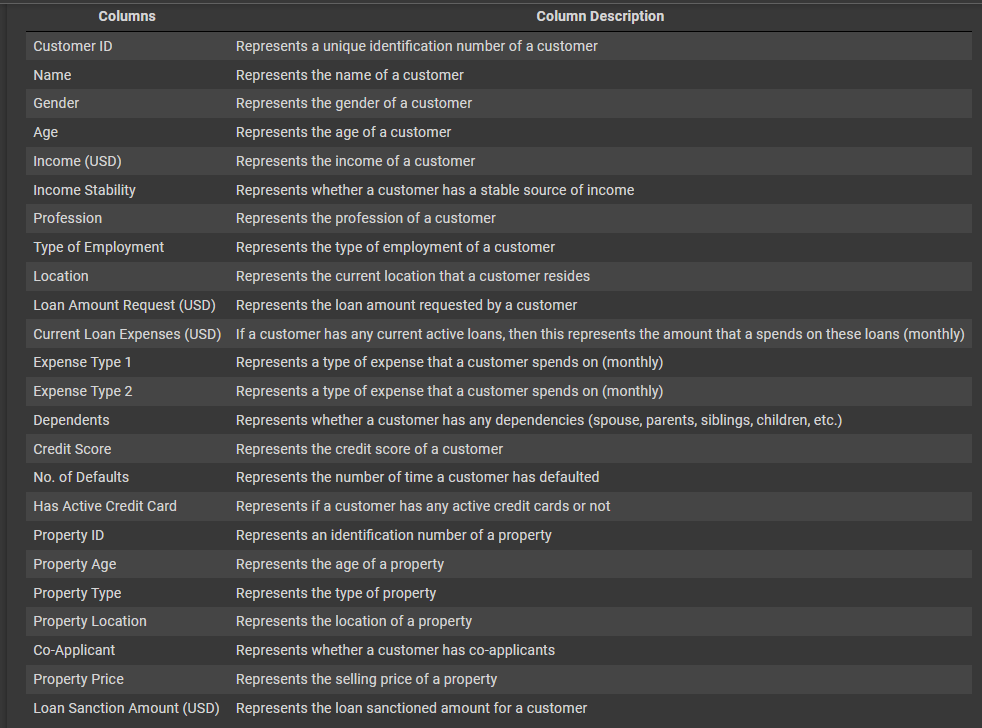 Columns Column Description
Customer ID Represents a unique identification number of a customer
Name Represents the name of a customer
Gender Represents the gender of a customer
Age Represents the age of a customer
Income (USD) Represents the income of a customer
Income Stability Represents whether a customer has a stable source of income
Profession Represents the profession of a customer
Type of Employment Represents the type of employment of a customer
Location Represents the current location that a customer resides
Loan Amount Request (USD) Represents the loan amount requested by a customer
Current Loan Expenses (USD) If a customer has any current active loans, then this represents the amount that a spends on these loans (monthly)
Expense Type 1 Represents a type of expense that a customer spends on (monthly)
Expense Type 2 Represents a type of expense that a customer spends on (monthly)
Dependents Represents whether a customer has any dependencies (spouse, parents, siblings, children, etc.)
Credit Score Represents the credit score of a customer
No. of Defaults Represents the number of time a customer has defaulted
Has Active Credit Card Represents if a customer has any active credit cards or not
Property ID Represents an identification number of a property
Property Age Represents the age of a property
Property Type Represents the type of property
Property Location Represents the location of a property
Co-Applicant Represents whether a customer has co-applicants
Property Price Represents the selling price of a property
Loan Sanction Amount (USD) Represents the loan sanctioned amount for a customer